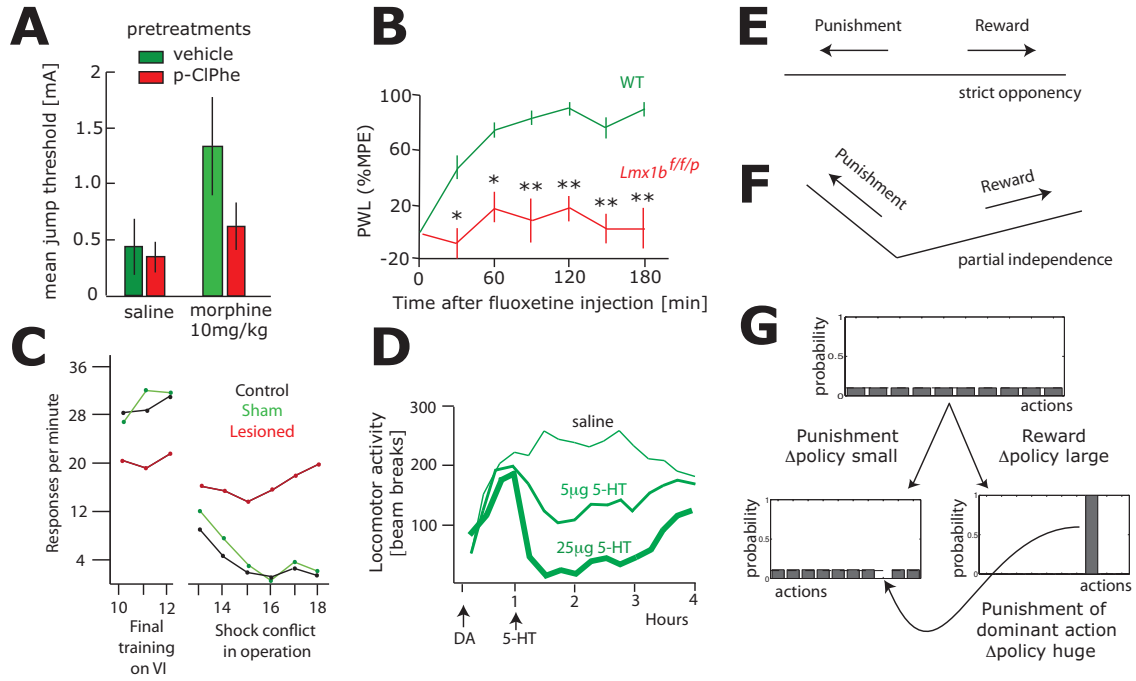 A
pretreatments
vehicle
p-ClPhe
mean jump threshold [mA]
2
1.5
1
0.5
0
saline
morphine
10mg/kg
B
WT
Lmx1b f/f/p
PWL (%MPE)
100
60
20
-20
*
*
**
**
**
**
0
60
120
180
Time after fluoxetine injection [min]
C
Responses per minute
36
28
20
12
4
Control
Sham
Lesioned
10
12
14
16
18
Final
training
on VI
Shock conflict
in operation
D
Locomotor activity
[beam breaks]
300
200
100
saline
5μg 5-HT
25μg 5-HT
0
1
2
3
4
Hours
DA
5-HT
E
Punishment
Reward
strict opponency
F
Punishment
Reward
partial independence
G
probability
1
0.5
0
actions
Punishment
Δpolicy small
Reward
Δpolicy large
probability
1
0.5
0
actions
probability
1
0.5
0
actions
Punishment of
dominant action
Δpolicy huge